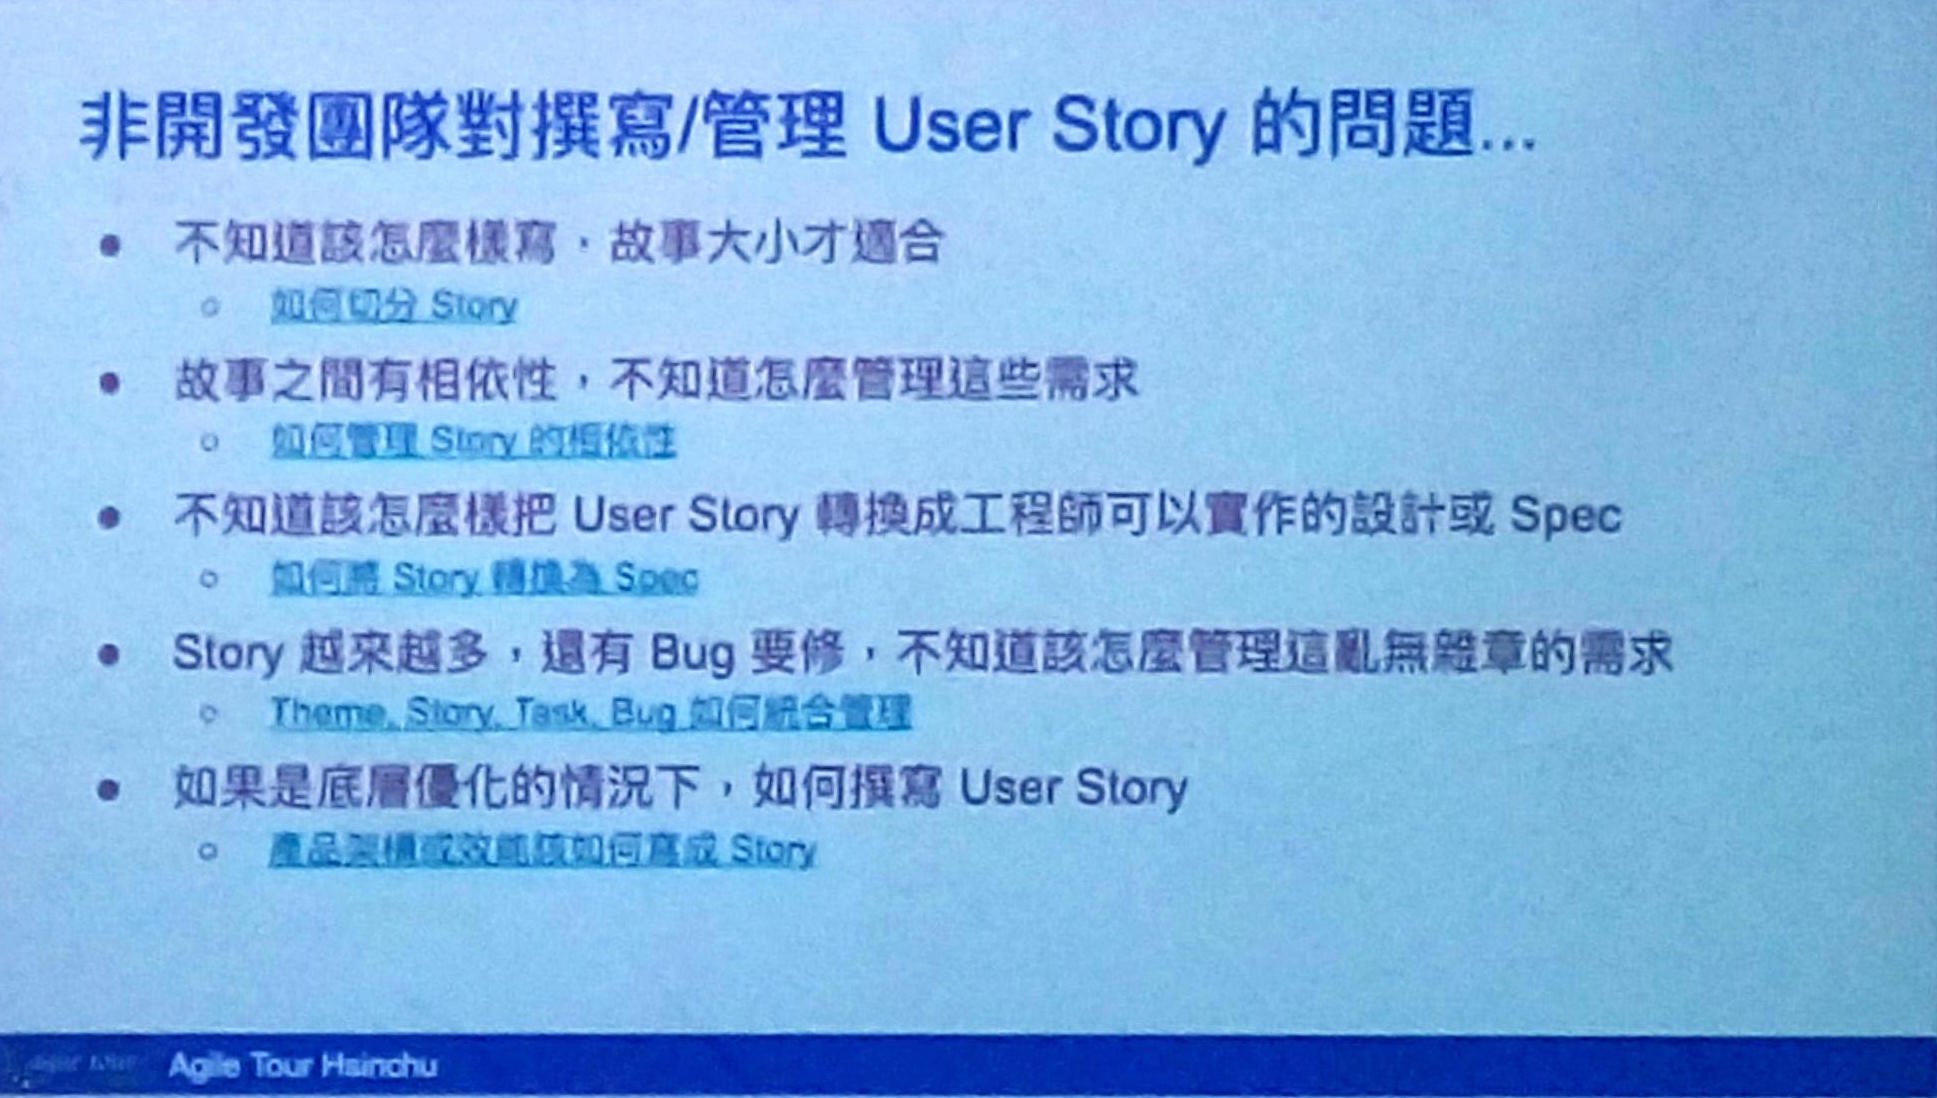 非開發團隊對撰寫/管理 User Story 的問題...
● 不知道該怎麼樣寫，故事大小才適合
○ 如何切分 Story
● 故事之間有相依性，不知道怎麼管理這些需求
○ 如何管理 Story 的相依性
● 不知道該怎麼樣把 User Story 轉換成工程師可以實作的設計或 Spec
○ 如何將 Story 轉換為 Spec
● Story 越來越多，還有 Bug 要修，不知道該怎麼管理這亂無雜章的需求
○ Theme, Story, Task, Bug 如何統合管理
● 如果是底層優化的情況下，如何撰寫 User Story
○ 產品架構或效能該如何寫成 Story
Agile Tour Hsinchu